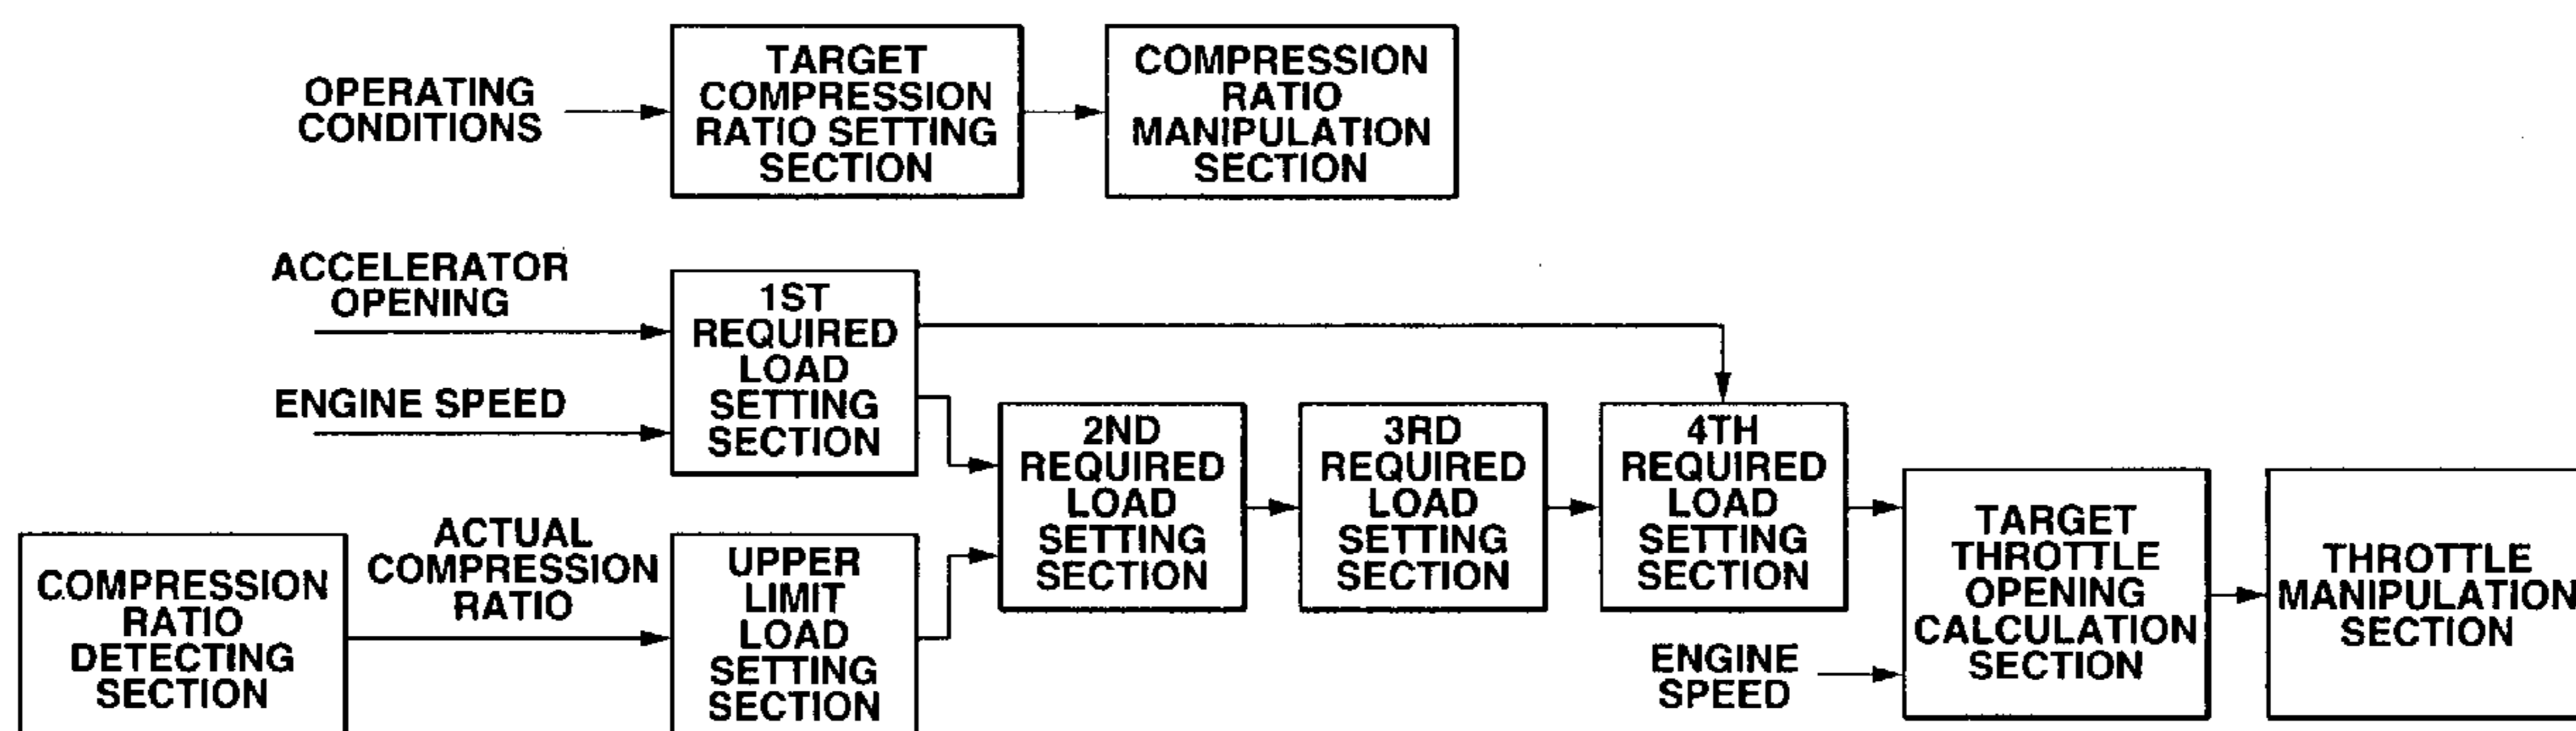 OPERATING
CONDITIONS
TARGET
COMPRESSION
RATIO SETTING
SECTION
COMPRESSION
RATIO
MANIPULATION
SECTION
ACCELERATOR
OPENING
ENGINE SPEED
1ST
REQUIRED
LOAD
SETTING
SECTION
COMPRESSION
RATIO
DETECTING
SECTION
ACTUAL
COMPRESSION
RATIO
UPPER
LIMIT
LOAD
SETTING
SECTION
2ND
REQUIRED
LOAD
SETTING
SECTION
3RD
REQUIRED
LOAD
SETTING
SECTION
4TH
REQUIRED
LOAD
SETTING
SECTION
ENGINE
SPEED
TARGET
THROTTLE
OPENING
CALCULATION
SECTION
THROTTLE
MANIPULATION
SECTION